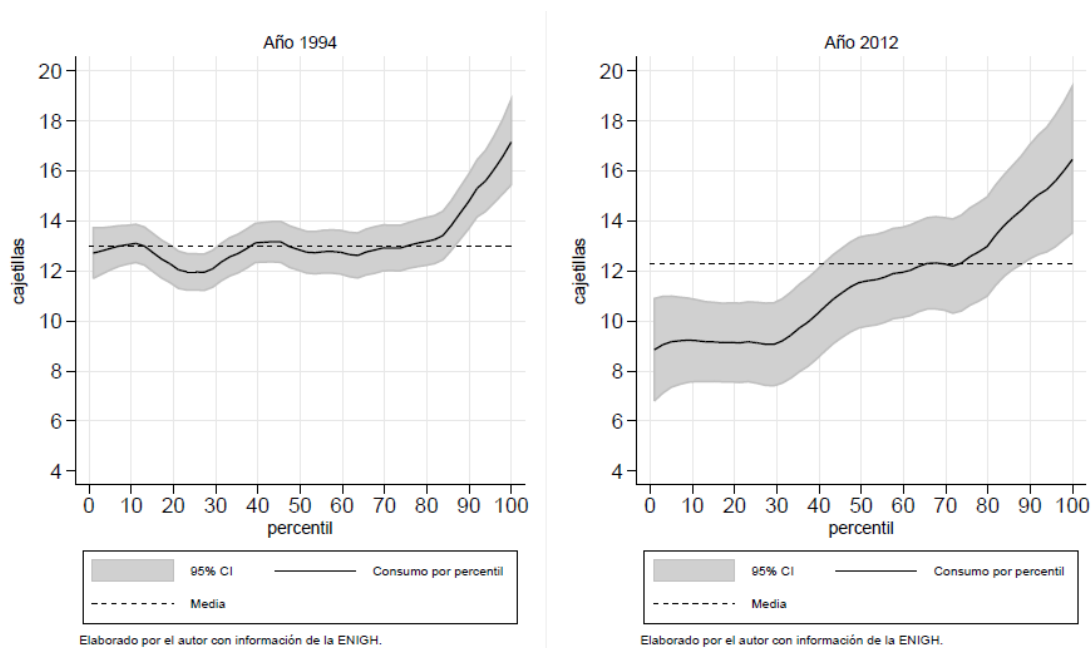 Año 1994
20
18
16
14
12
10
8
6
4
cajetillas
0 10 20 30 40 50 60 70 80 90 100
percentil
95% CI
Consumo por percentil
Media
Elaborado por el autor con información de la ENIGH.
Año 2012
20
18
16
14
12
10
8
6
4
cajetillas
0 10 20 30 40 50 60 70 80 90 100
percentil
95% CI
Consumo por percentil
Media
Elaborado por el autor con información de la ENIGH.